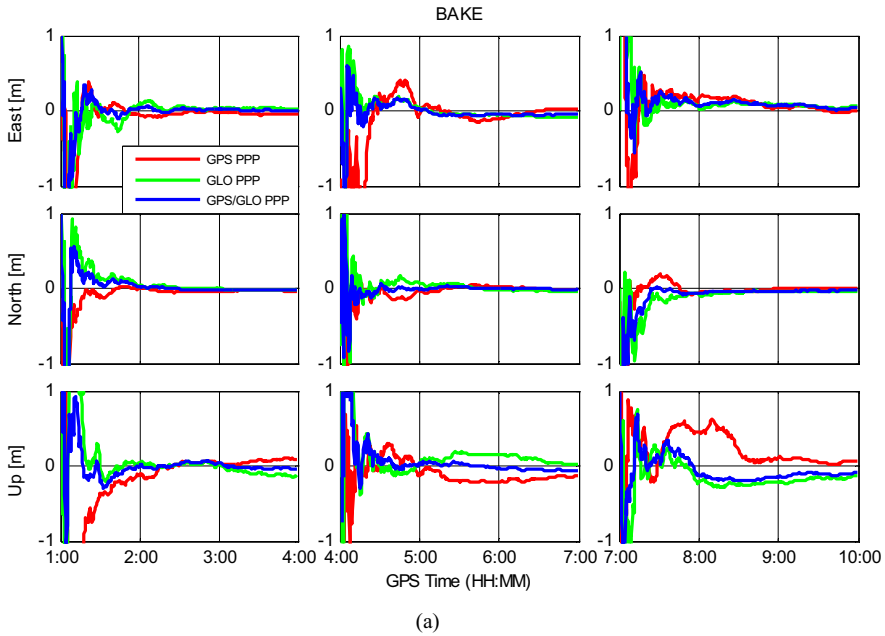 BAKE
East [m]
1
0
-1
1
0
-1
1
0
-1
GPS PPP
GLO PPP
GPS/GLO PPP
North [m]
1
0
-1
1
0
-1
1
0
-1
Up [m]
1
0
-1
1
0
-1
1
0
-1
1:00 2:00 3:00 4:00 4:00 5:00 6:00 7:00 7:00 8:00 9:00 10:00
GPS Time (HH:MM)
(a)